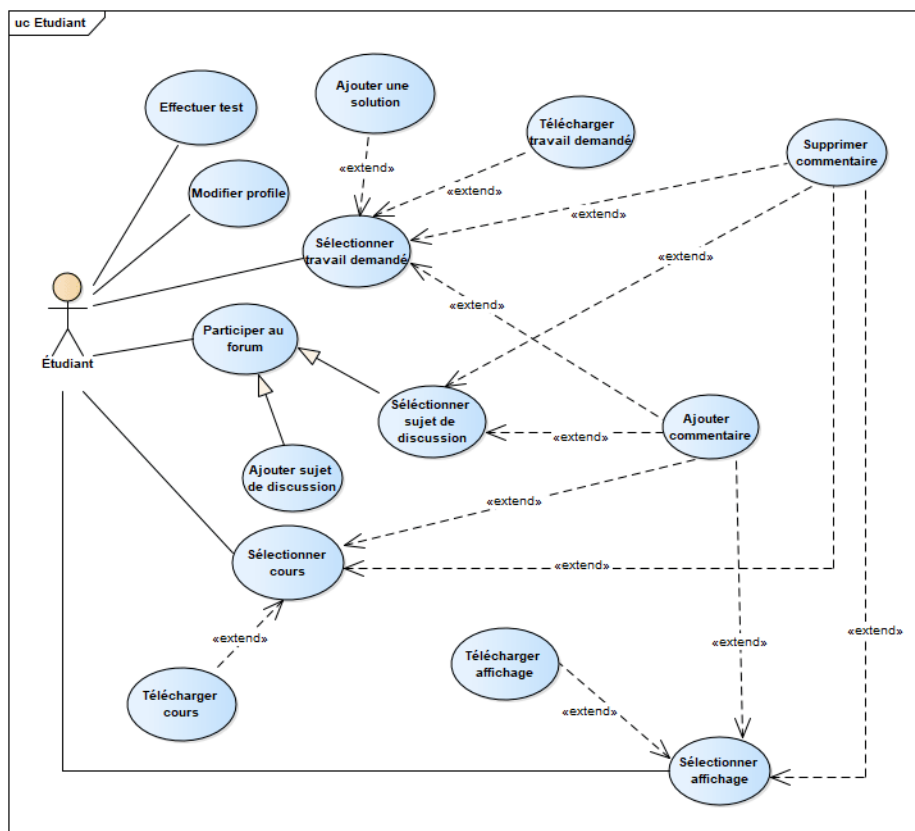 uc Etudiant
Ajouter une
solution
Effectuer test
Télécharger
travail demandé
Supprimer
commentaire
«extend»
«extend»
Modifier profile
«extend»
«extend»
Sélectionner
travail demandé
«extend»
Participer au
forum
Étudiant
Séléctionner
sujet de
discussion
Ajouter
commentaire
«extend»
Ajouter sujet
de discussion
«extend»
Sélectionner
cours
«extend»
«extend»
«extend»
«extend»
Télécharger
affichage
Télécharger
cours
«extend»
Sélectionner
affichage